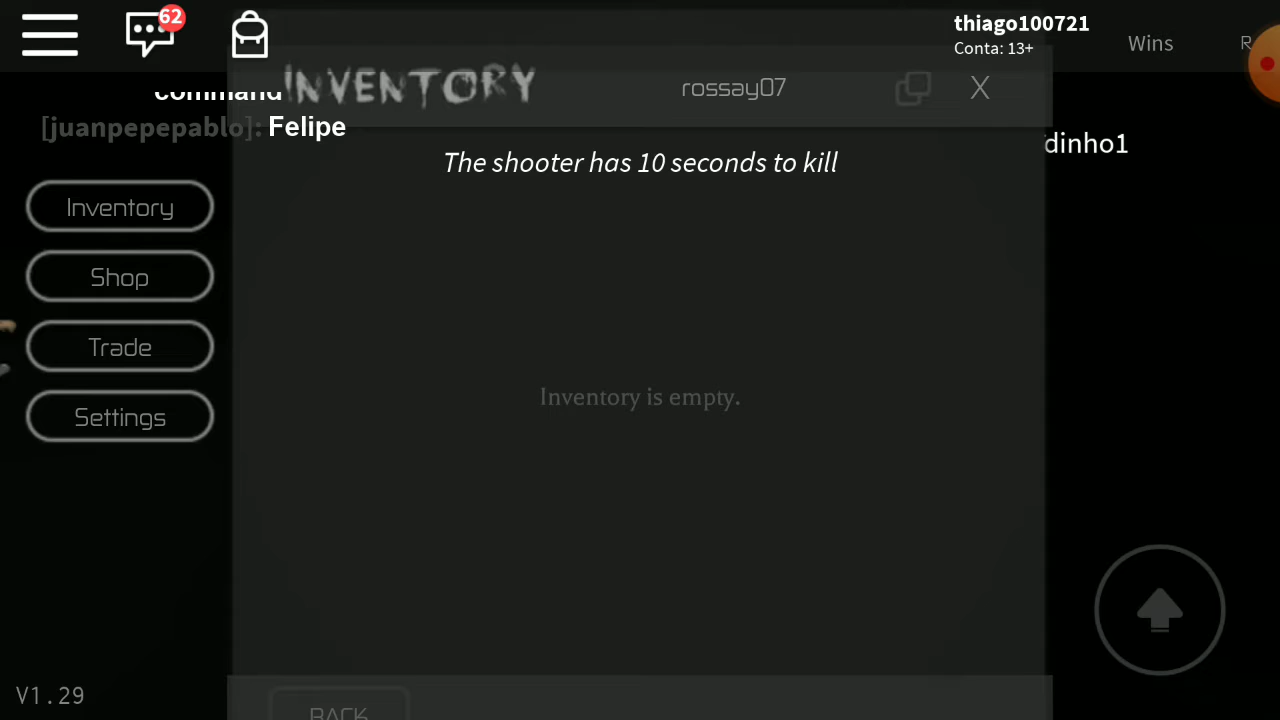 62
thiago100721
Conta: 13+
Wins
R
command
INVENTORY
rossay07
X
[juanpepepablo]: Felipe
dinho1
The shooter has 10 seconds to kill
Inventory
Shop
Trade
Settings
Inventory is empty.
V1.29
BACK